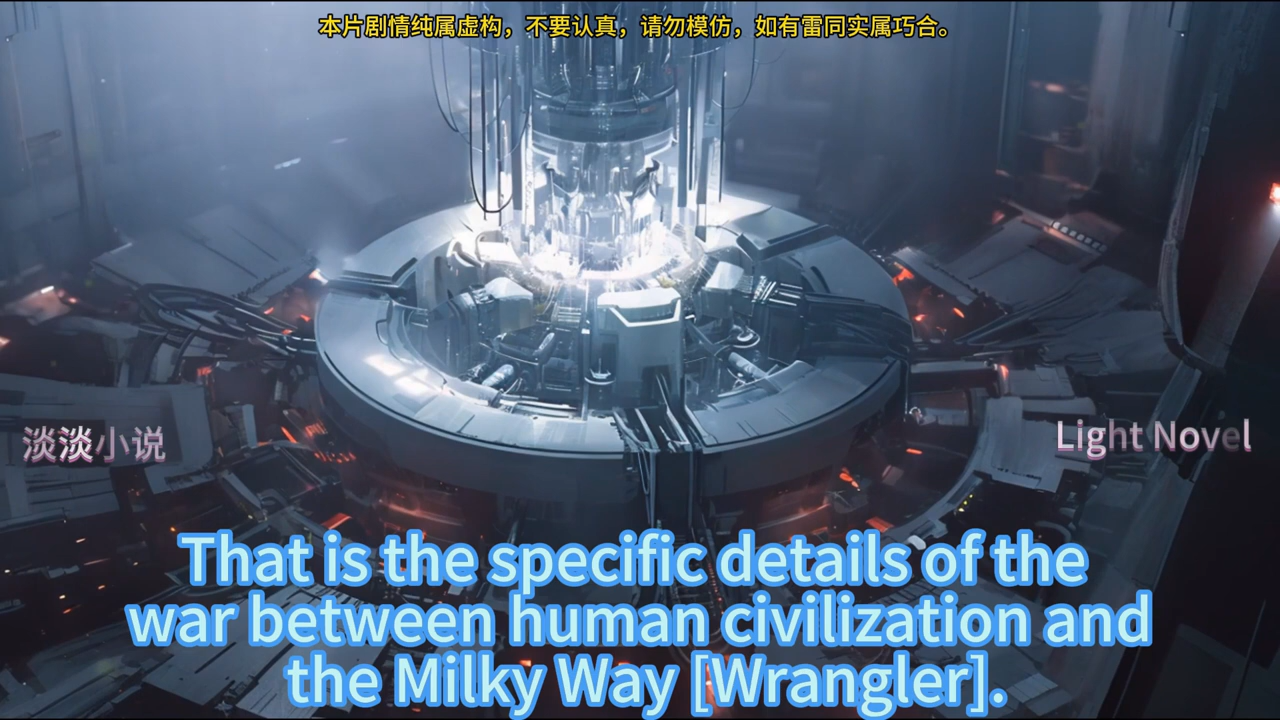 本片剧情纯属虚构，不要认真，请勿模仿，如有雷同实属巧合。
淡淡小说
Light Novel
That is the specific details of the
war between human civilization and
the Milky Way [Wrangler].